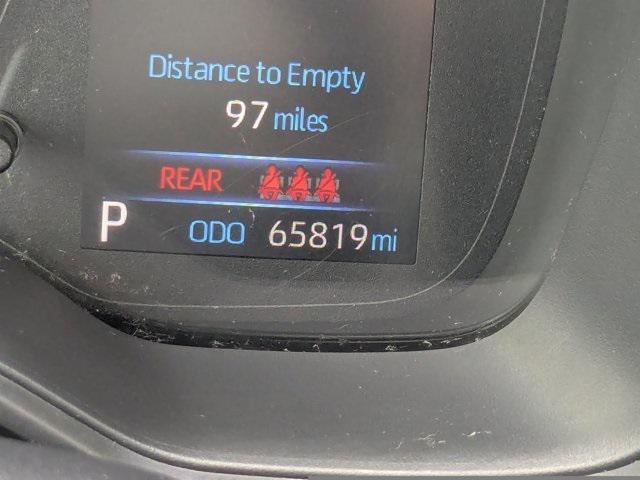 Distance to Empty
97 miles
REAR
P ODO 65819 mi